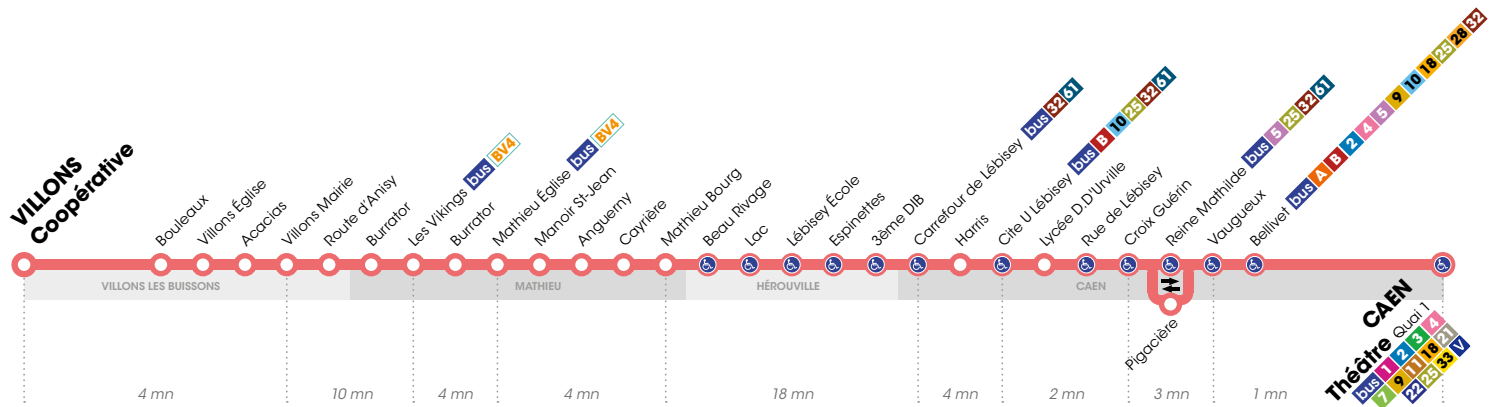 VILLONS
Coopérative
Bouleaux
Villons Église
Acacias
Villons Mairie
Route d'Anisy
Burrator
Les Vikings bus BV4
Burrator
Mathieu Église bus BV4
Manoir St-Jean
Anguerny
Cayrière
Mathieu Bourg
Beau Rivage
Lac
Lébisey École
Espinettes
3ème DIB
Carrefour de Lébisey bus 32 61
Harris
Cite U Lébisey bus B 10 25 32 61
Lycée D.D'Urville
Rue de Lébisey
Croix Guérin
Reine Mathilde bus 5 25 32 61
Vaugueux
Bellivet bus A B 2 4 5 9 10 18 25 28 32
Pigacière
CAEN
Théâtre Quai 1
bus 1 2 3 4
7 9 11 18 21
22 25 33 V
VILLONS LES BUISSONS
MATHIEU
HÉROUVILLE
CAEN
4 mn
10 mn
4 mn
4 mn
18 mn
4 mn
2 mn
3 mn
1 mn